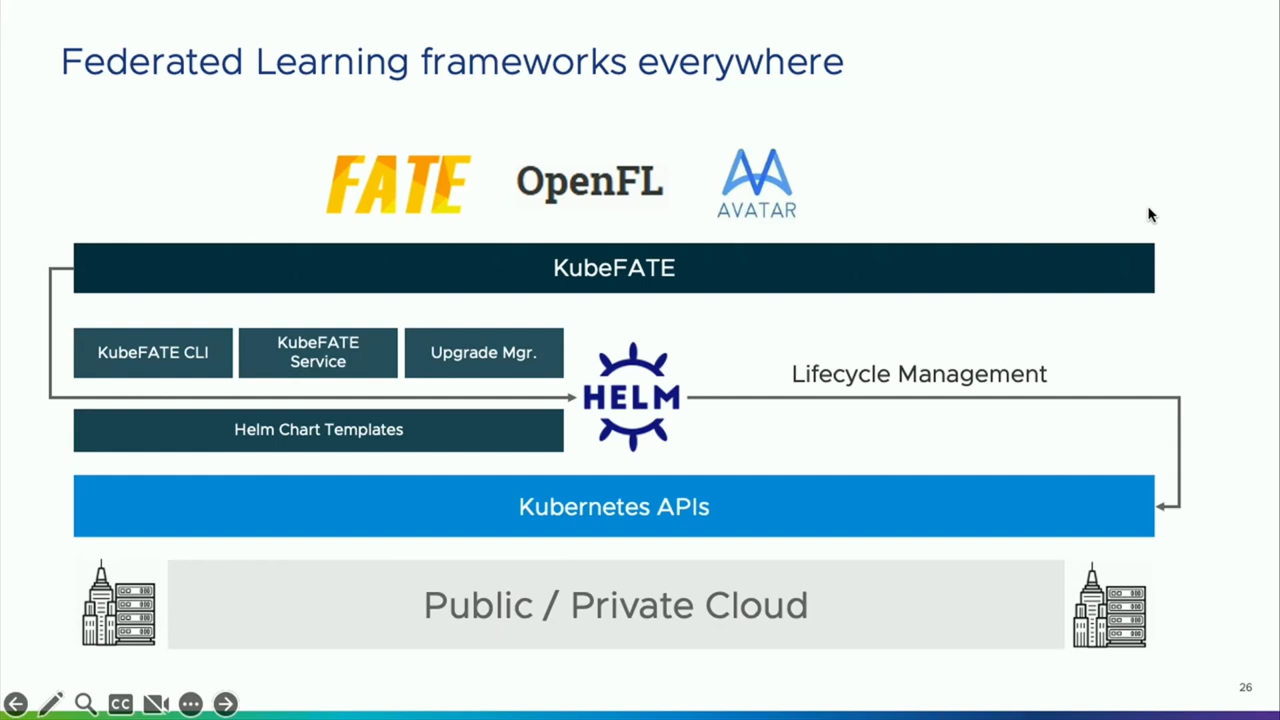 Federated Learning frameworks everywhere
FATE
OpenFL
AVATAR
KubeFATE
KubeFATE CLI
KubeFATE
Service
Upgrade Mgr.
HELM
Lifecycle Management
Helm Chart Templates
Kubernetes APIs
Public / Private Cloud
26
CC